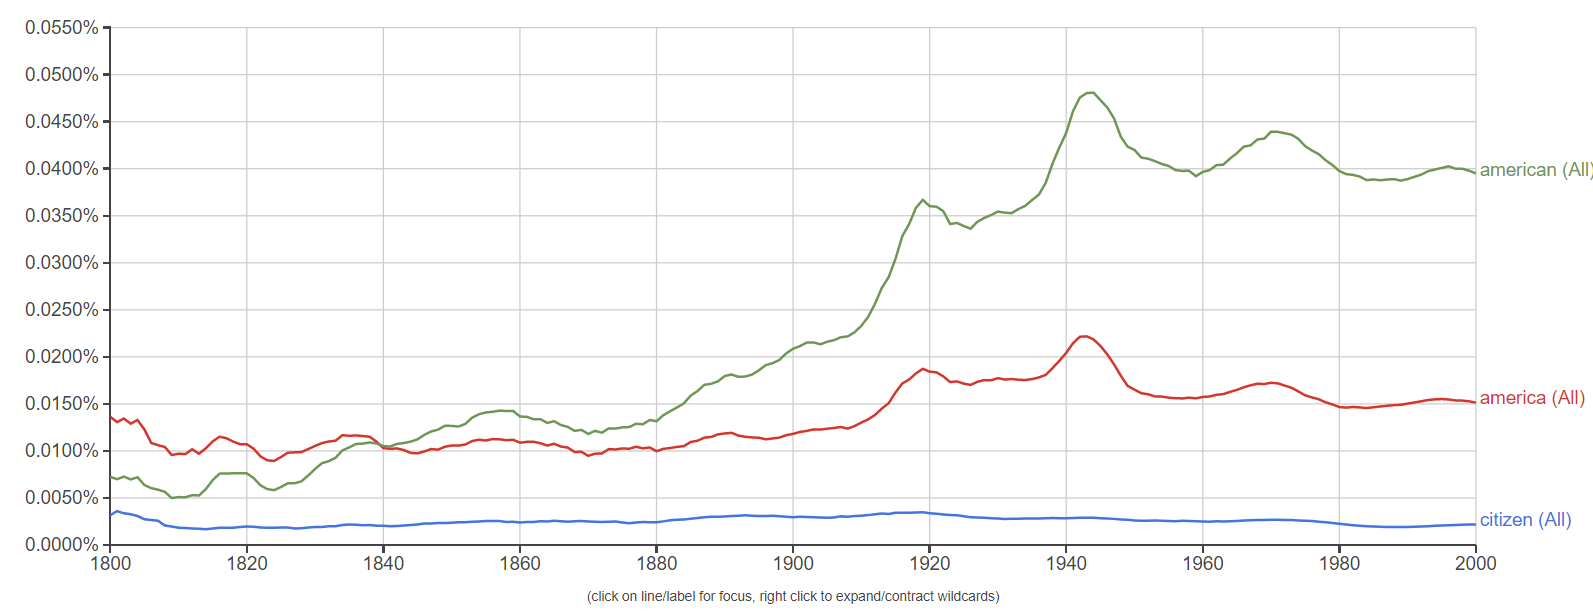 0.0550%
0.0500%
0.0450%
0.0400%
0.0350%
0.0300%
0.0250%
0.0200%
0.0150%
0.0100%
0.0050%
0.0000%
american (All)
america (All)
citizen (All)
1800 1820 1840 1860 1880 1900 1920 1940 1960 1980 2000
(click on line/label for focus, right click to expand/contract wildcards)